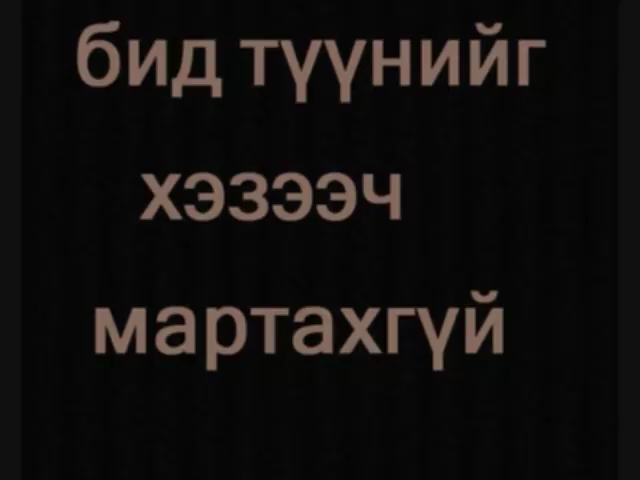 бид түүнийг
хэзээч
мартахгүй